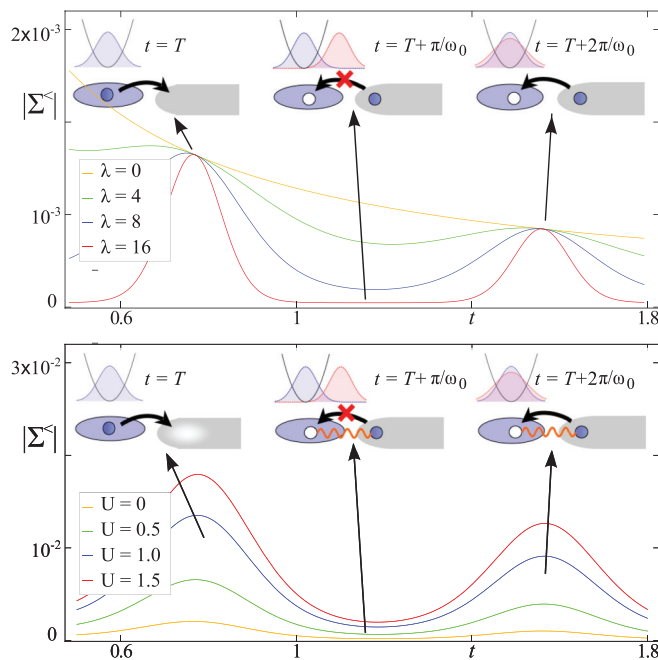 2x10⁻³
|Σ<|
10⁻³
0
t = T
t = T+ π/ω₀
t = T+2π/ω₀
λ = 0
λ = 4
λ = 8
λ = 16
0.6
1
t
1.8
3x10⁻²
|Σ<|
10⁻²
0
t = T
t = T+ π/ω₀
t = T+2π/ω₀
U = 0
U = 0.5
U = 1.0
U = 1.5
0.6
1
t
1.8